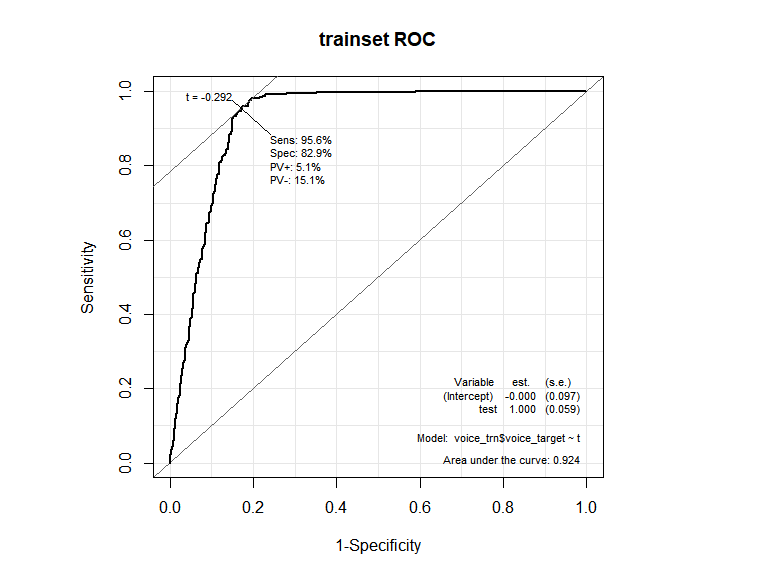 trainset ROC
t = -0.292
Sens: 95.6%
Spec: 82.9%
PV+: 5.1%
PV-: 15.1%
1.0
0.8
0.6
0.4
0.2
0.0
Sensitivity
Variable est. (s.e.)
(Intercept) -0.000 (0.097)
test 1.000 (0.059)
Model: voice_trn$voice_target ~ t
Area under the curve: 0.924
0.0 0.2 0.4 0.6 0.8 1.0
1-Specificity